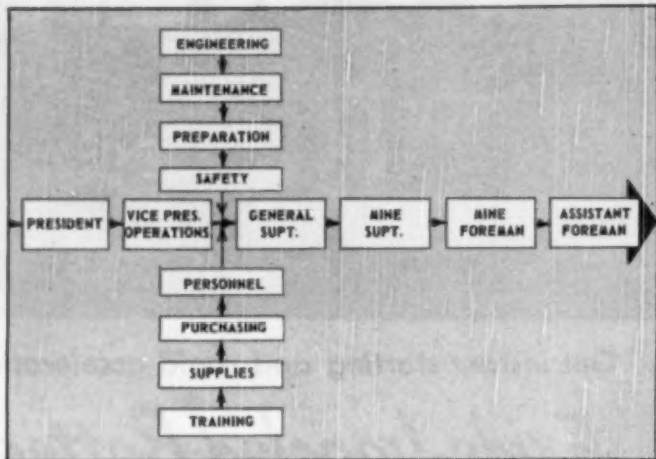 ENGINEERING
MAINTENANCE
PREPARATION
SAFETY
PRESIDENT
VICE PRES.
OPERATIONS
GENERAL
SUPT.
MINE
SUPT.
MINE
FOREMAN
ASSISTANT
FOREMAN
PERSONNEL
PURCHASING
SUPPLIES
TRAINING